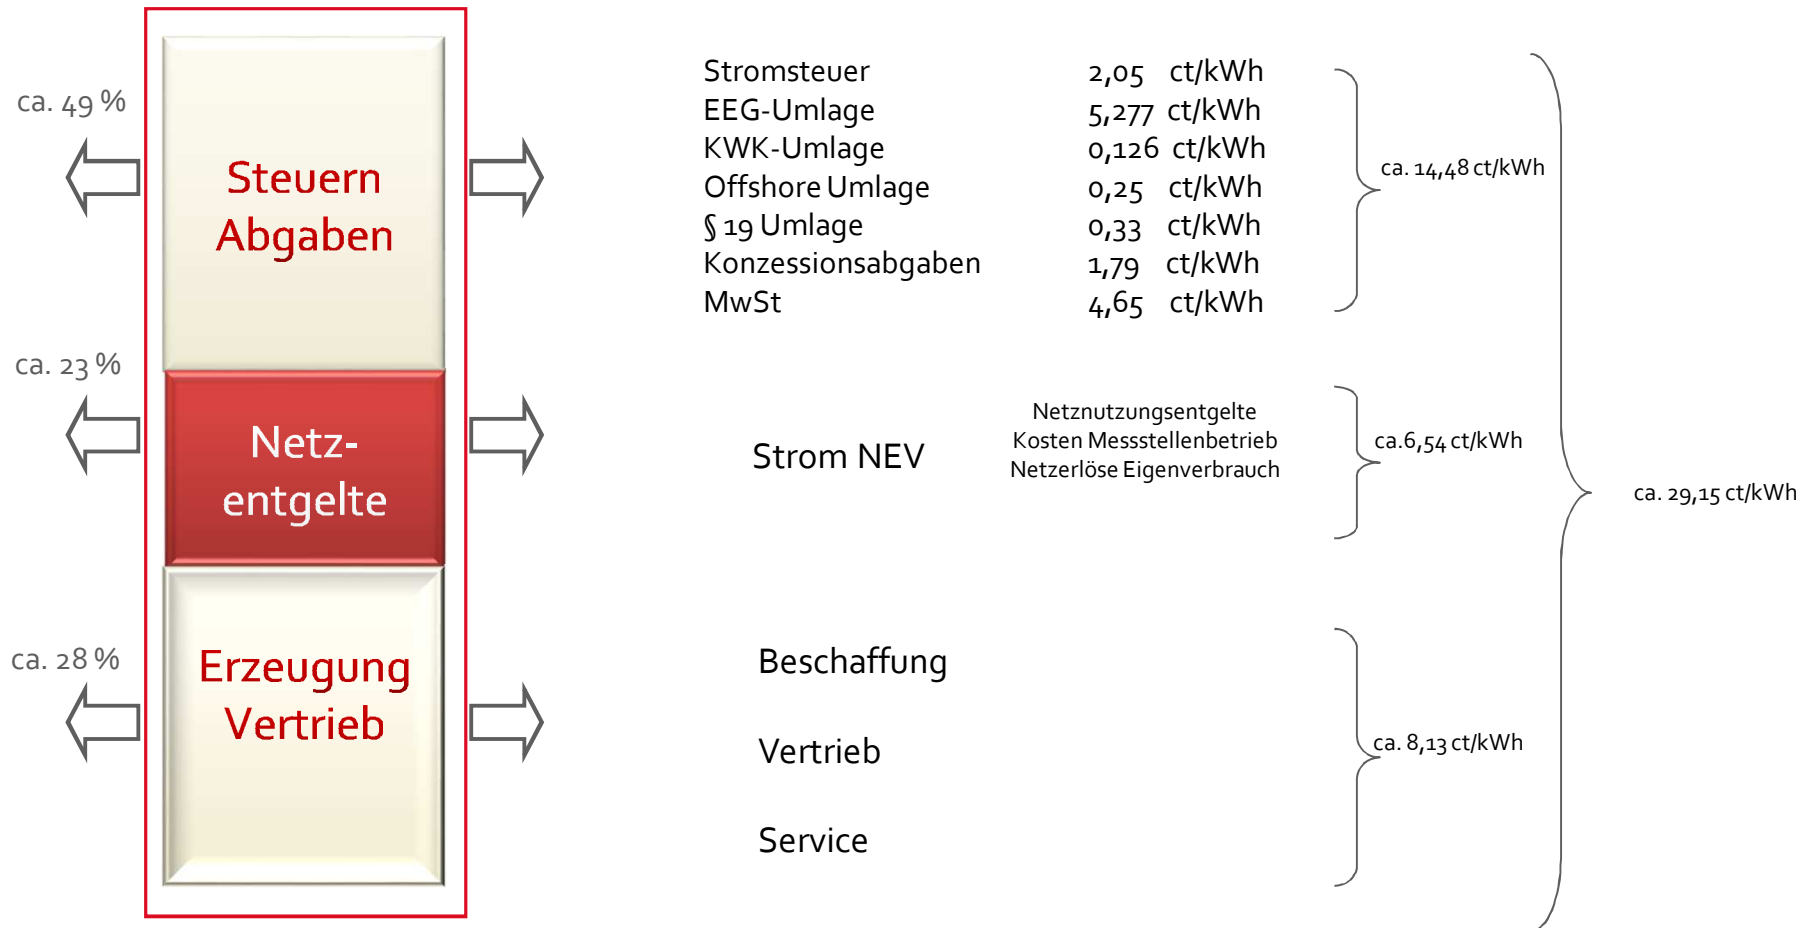 ca. 49 %
Steuern
Abgaben
Stromsteuer 2,05 ct/kWh
EEG-Umlage 5,277 ct/kWh
KWK-Umlage 0,126 ct/kWh
Offshore Umlage 0,25 ct/kWh
§ 19 Umlage 0,33 ct/kWh
Konzessionsabgaben 1,79 ct/kWh
MwSt 4,65 ct/kWh
ca. 14,48 ct/kWh
ca. 23 %
Netz-
entgelte
Strom NEV
Netznutzungsentgelte
Kosten Messstellenbetrieb
Netzerlöse Eigenverbrauch
ca.6,54 ct/kWh
ca. 29,15 ct/kWh
ca. 28 %
Erzeugung
Vertrieb
Beschaffung
Vertrieb
Service
ca. 8,13 ct/kWh